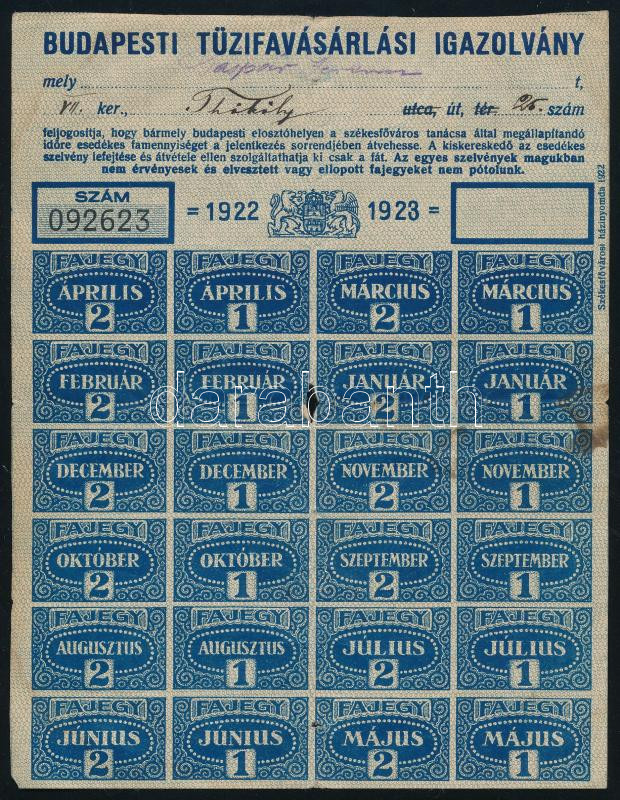 BUDAPESTI TÜZIFAVÁSÁRLÁSI IGAZOLVÁNY
mely t,
VII. ker., utca, út, tér 26. szám
feljogosítja, hogy bármely budapesti elosztóhelyen a székesfőváros tanácsa által megállapítandó
időre esedékes famennyiséget a jelentkezés sorrendjében átvehesse. A kiskereskedő az esedékes
szelvény lefejtése és átvétele ellen szolgáltathatja ki csak a fát. Az egyes szelvények magukban
nem érvényesek és elvesztett vagy ellopott fajegyeket nem pótolunk.
SZÁM
092623
= 1922 1923 =
Székesfővárosi házinyomda 1922
FAJEGY FAJEGY FAJEGY FAJEGY
ÁPRILIS ÁPRILIS MÁRCIUS MÁRCIUS
2 1 2 1
FAJEGY FAJEGY FAJEGY FAJEGY
FEBRUÁR FEBRUÁR JANUÁR JANUÁR
2 1 2 1
darabanth
FAJEGY FAJEGY FAJEGY FAJEGY
DECEMBER DECEMBER NOVEMBER NOVEMBER
2 1 2 1
FAJEGY FAJEGY FAJEGY FAJEGY
OKTÓBER OKTÓBER SZEPTEMBER SZEPTEMBER
2 1 2 1
FAJEGY FAJEGY FAJEGY FAJEGY
AUGUSZTUS AUGUSZTUS JÚLIUS JÚLIUS
2 1 2 1
FAJEGY FAJEGY FAJEGY FAJEGY
JÚNIUS JÚNIUS MÁJUS MÁJUS
2 1 2 1